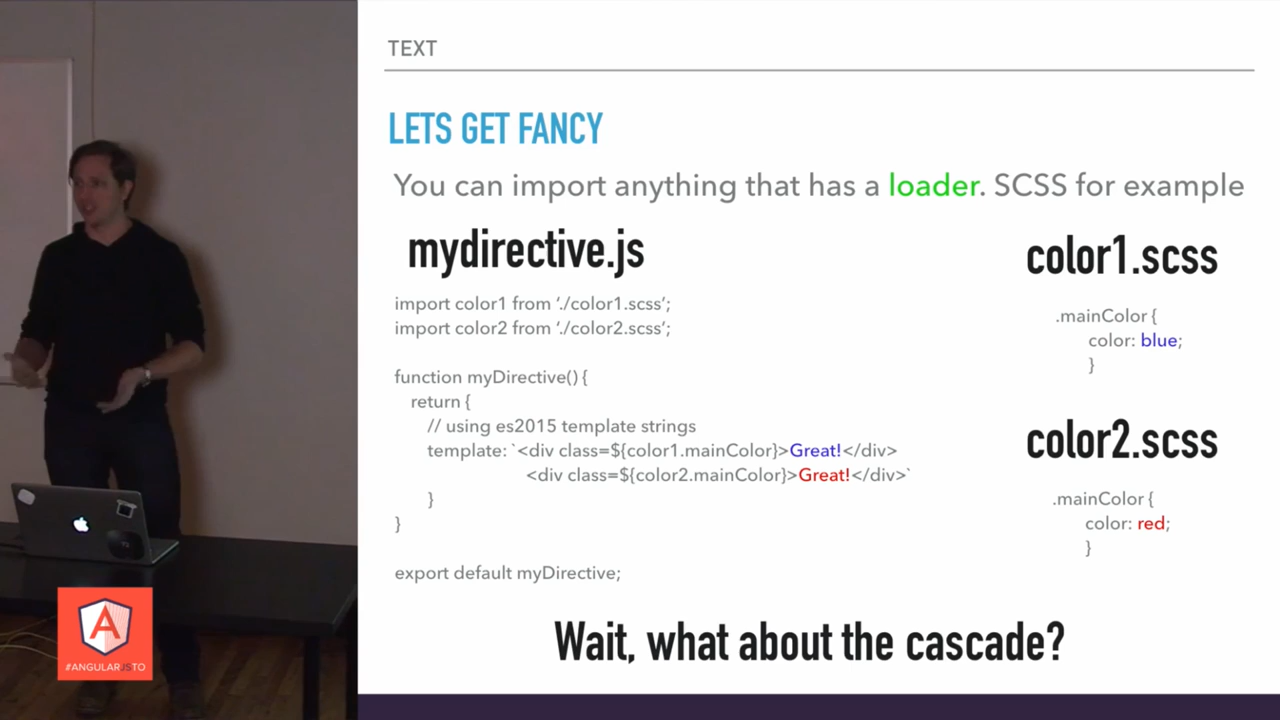 TEXT
LETS GET FANCY
You can import anything that has a loader. SCSS for example
mydirective.js
import color1 from ‘./color1.scss’;
import color2 from ‘./color2.scss’;
function myDirective() {
return {
// using es2015 template strings
template: `<div class=${color1.mainColor}>Great!</div>
<div class=${color2.mainColor}>Great!</div>`
}
}
export default myDirective;
color1.scss
.mainColor {
color: blue;
}
color2.scss
.mainColor {
color: red;
}
Wait, what about the cascade?
A
#ANGULARJSTO